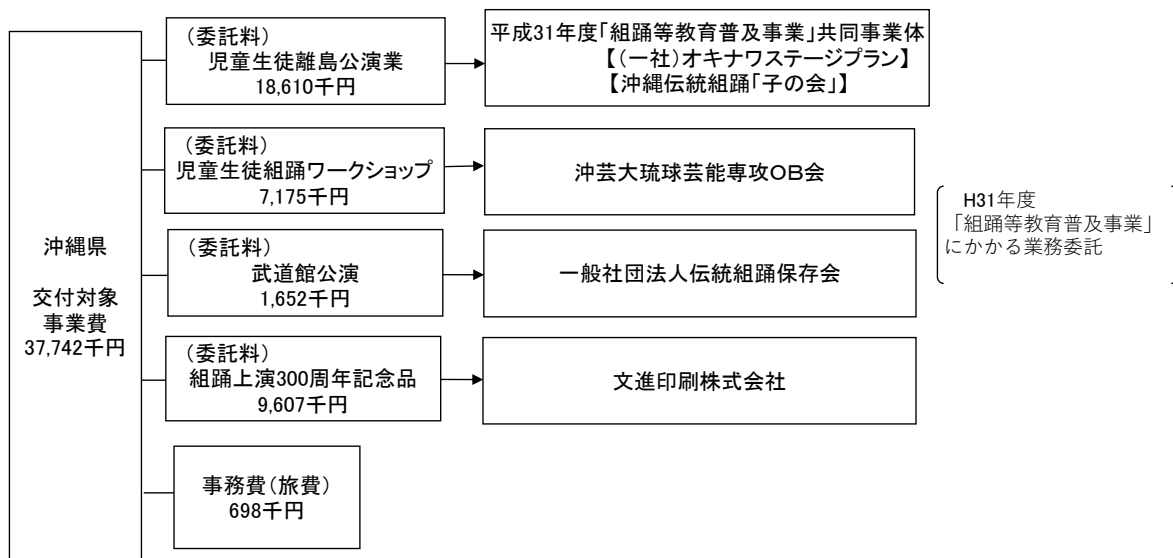 沖縄県
交付対象
事業費
37,742千円
（委託料）
児童生徒離島公演業
18,610千円
平成31年度「組踊等教育普及事業」共同事業体
【（一社）オキナワステージプラン】
【沖縄伝統組踊「子の会」】
（委託料）
児童生徒組踊ワークショップ
7,175千円
沖芸大琉球芸能専攻OB会
（委託料）
武道館公演
1,652千円
一般社団法人伝統組踊保存会
（委託料）
組踊上演300周年記念品
9,607千円
文進印刷株式会社
事務費（旅費）
698千円
H31年度
「組踊等教育普及事業」
にかかる業務委託